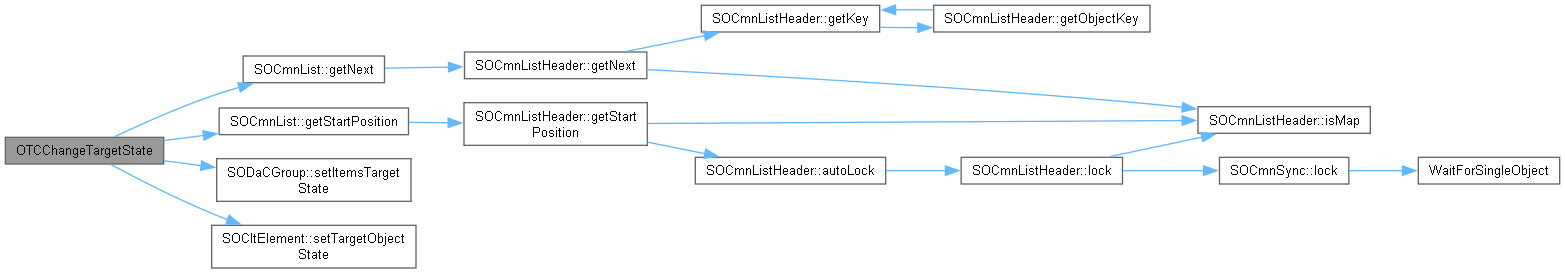 SOCmnListHeader::getKey
SOCmnListHeader::getObjectKey
SOCmnList::getNext
SOCmnListHeader::getNext
SOCmnList::getStartPosition
SOCmnListHeader::getStart
Position
SOCmnListHeader::isMap
OTCChangeTargetState
SODaCGroup::setItemsTarget
State
SOCmnListHeader::autoLock
SOCmnListHeader::lock
SOCmnSync::lock
WaitForSingleObject
SOCltElement::setTargetObject
State